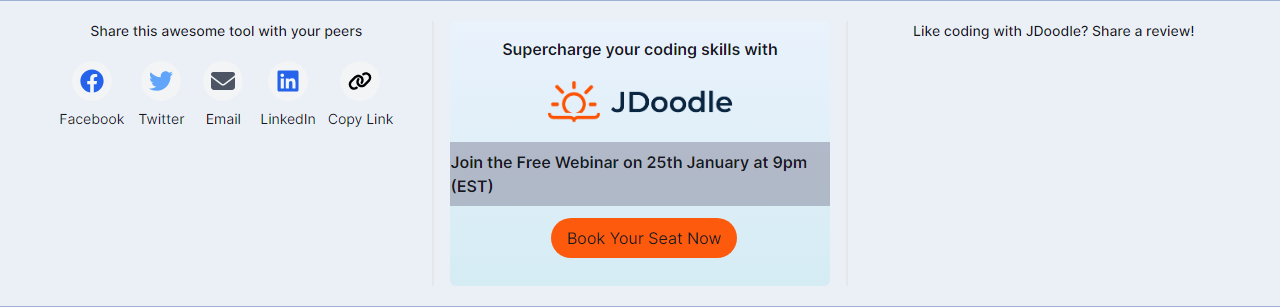 Share this awesome tool with your peers
Facebook
Twitter
Email
LinkedIn
Copy Link
Supercharge your coding skills with
JDoodle
Join the Free Webinar on 25th January at 9pm
(EST)
Book Your Seat Now
Like coding with JDoodle? Share a review!